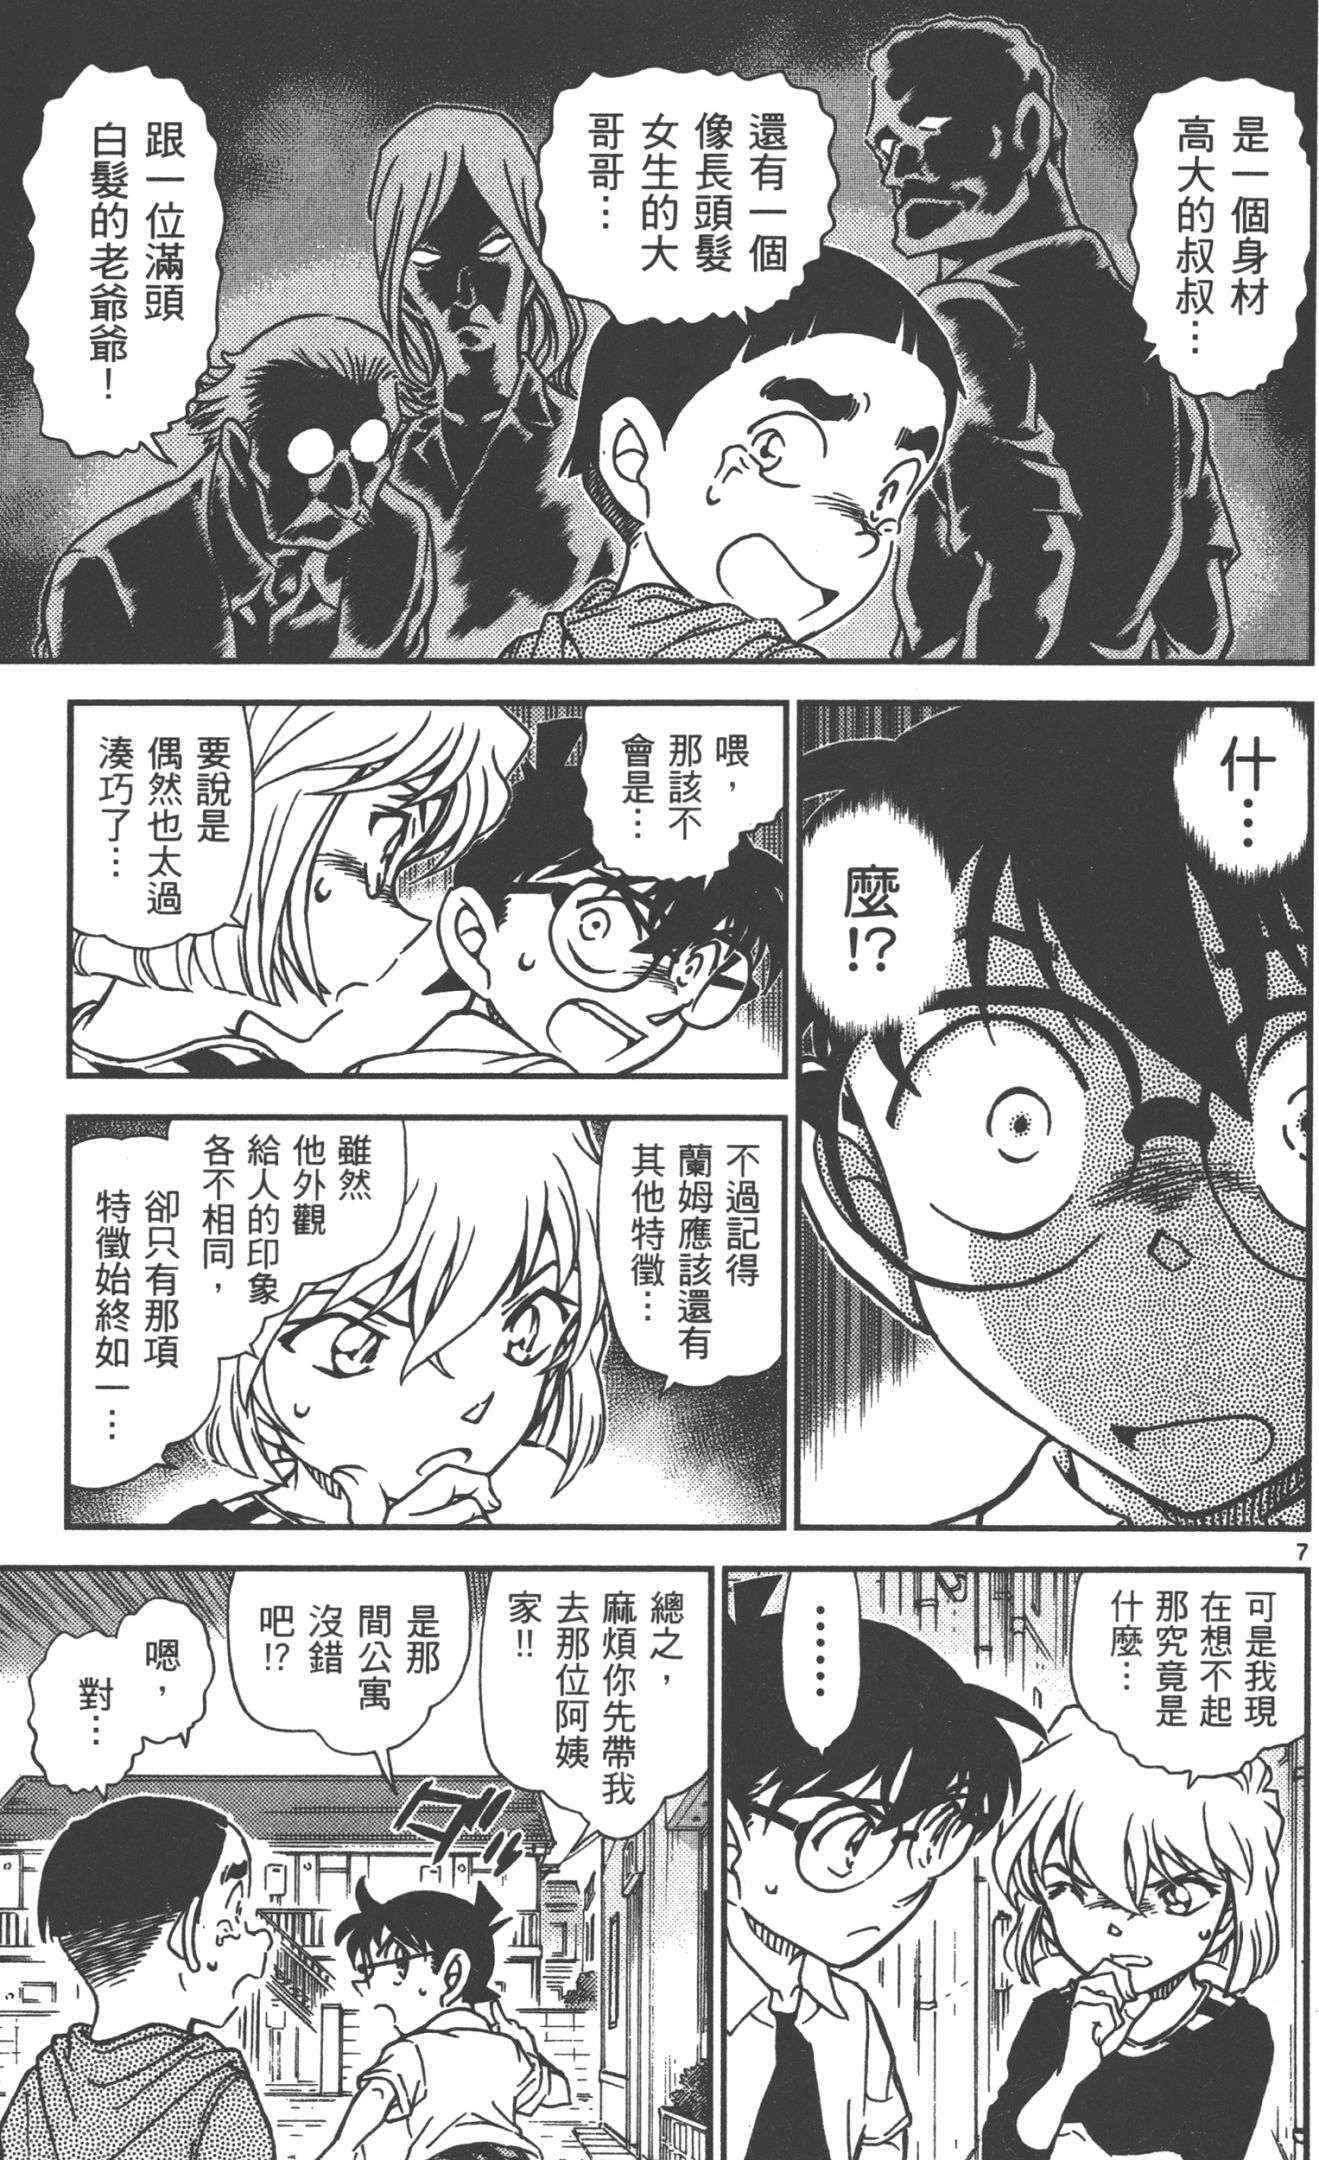 是一個身材
高大的叔叔…
還有一個
像長頭髮
女生的大
哥哥…
跟一位滿頭
白髮的老爺爺！
什…
麼!?
喂，
那該不
會是…
要說是
偶然也太過
湊巧了…
不過記得
蘭姆應該還有
其他特徵…
雖然
他外觀
給人的印象
各不相同，
卻只有那項
特徵始終如一…
7
可是我現
在想不起
那究竟是
什麼…
……
總之，
麻煩你先帶我
去那位阿姨
家!!
是那
間公寓
沒錯
吧!?
グッ
嗯，
對…